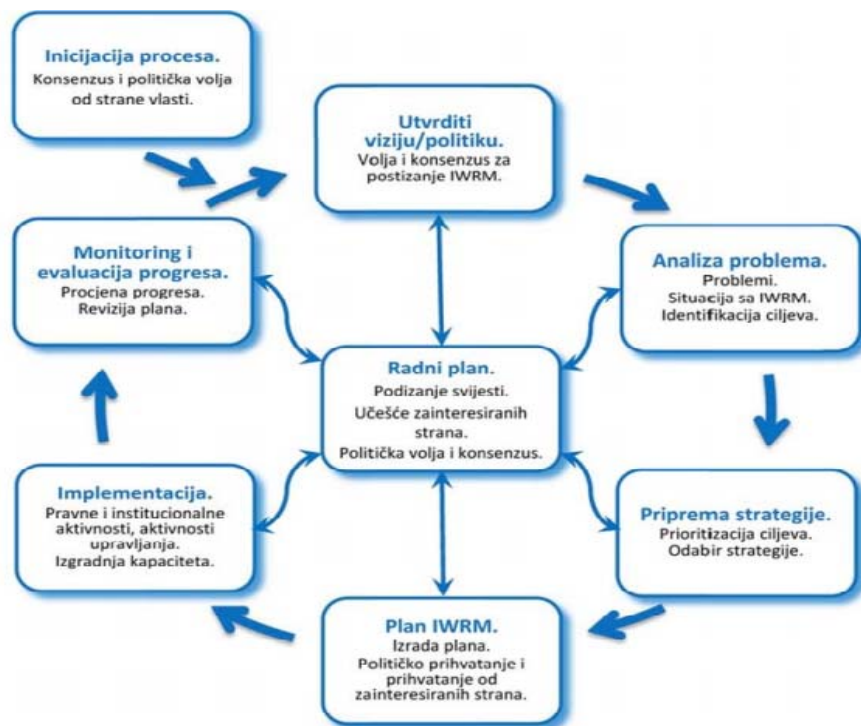 Inicijacija procesa.
Konsenzus i politička volja
od strane vlasti.
Utvrditi
viziju/politiku.
Volja i konsenzus za
postizanje IWRM.
Analiza problema.
Problemi.
Situacija sa IWRM.
Identifikacija ciljeva.
Priprema strategije.
Prioritizacija ciljeva.
Odabir strategije.
Plan IWRM.
Izrada plana.
Političko prihvatanje i
prihvatanje od
zainteresiranih strana.
Implementacija.
Pravne i institucionalne
aktivnosti, aktivnosti
upravljanja.
Izgradnja kapaciteta.
Monitoring i
evaluacija progresa.
Procjena progresa.
Revizija plana.
Radni plan.
Podizanje svijesti.
Učešće zainteresiranih
strana.
Politička volja i konsenzus.